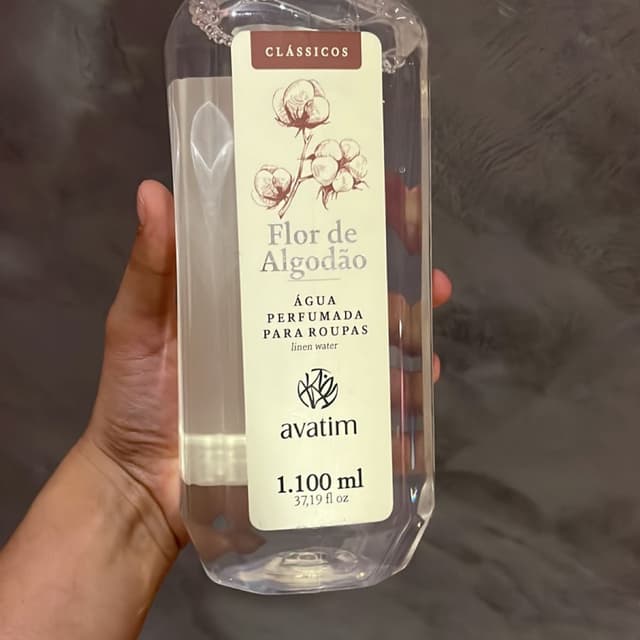 CLÁSSICOS
Flor de
Algodão
ÁGUA
PERFUMADA
PARA ROUPAS
linen water
avatim
1.100 ml
37,19 fl oz